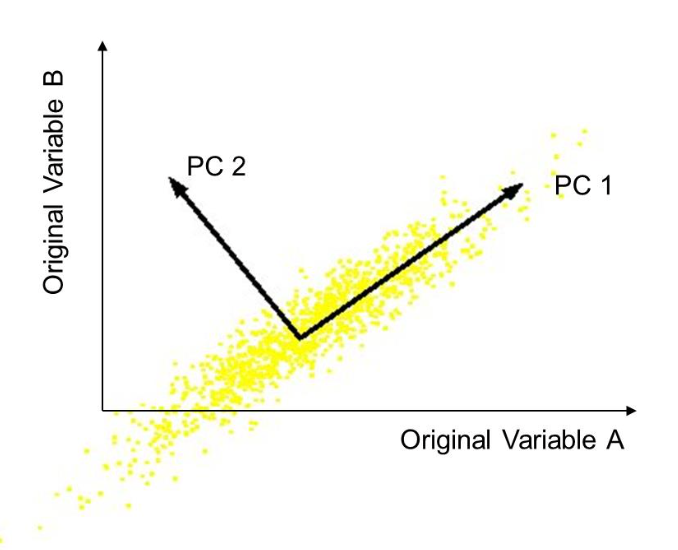 Original Variable B
PC 2
PC 1
Original Variable A